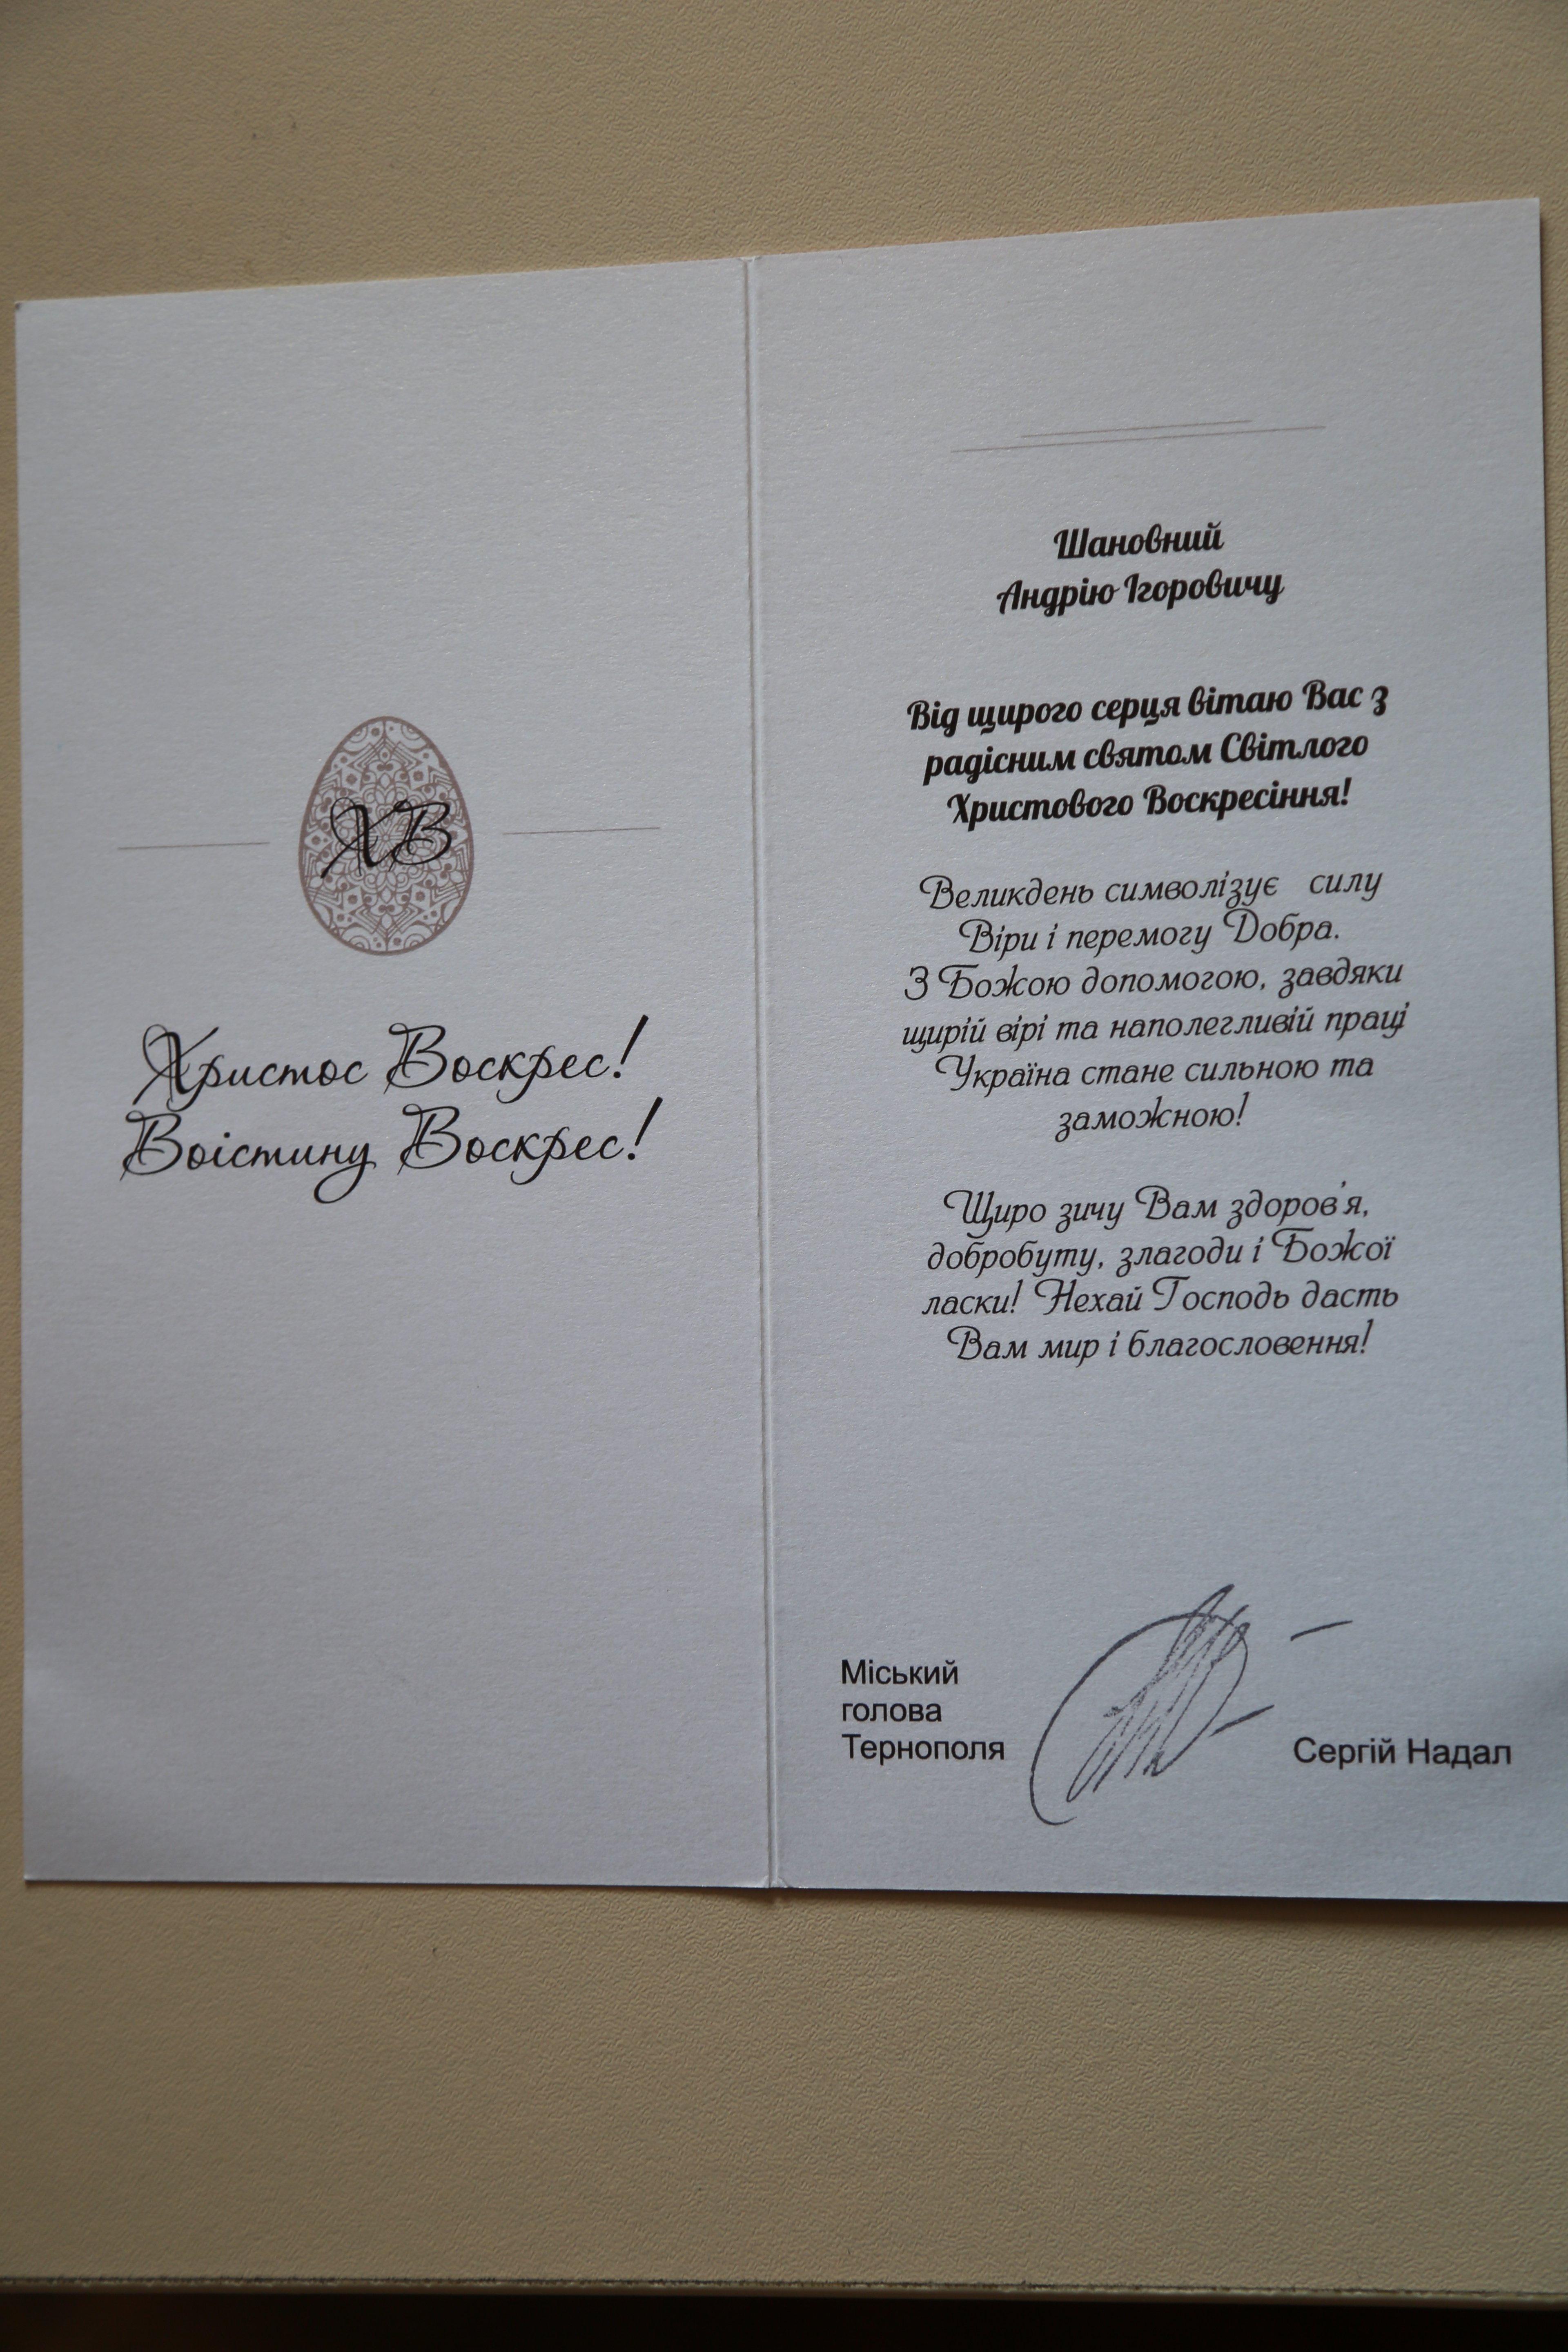 ХВ
Христос Воскрес!
Воістину Воскрес!
Шановний
Андрію Ігоровичу
Від щирого серця вітаю Вас з
радісним святом Світлого
Христового Воскресіння!
Великдень символізує силу
Віри і перемогу Добра.
З Божою допомогою, завдяки
щирій вірі та наполегливій праці
Україна стане сильною та
заможною!
Щиро зичу Вам здоров'я,
добробуту, злагоди і Божої
ласки! Нехай Господь дасть
Вам мир і благословення!
Міський
голова
Тернополя
Сергій Надал